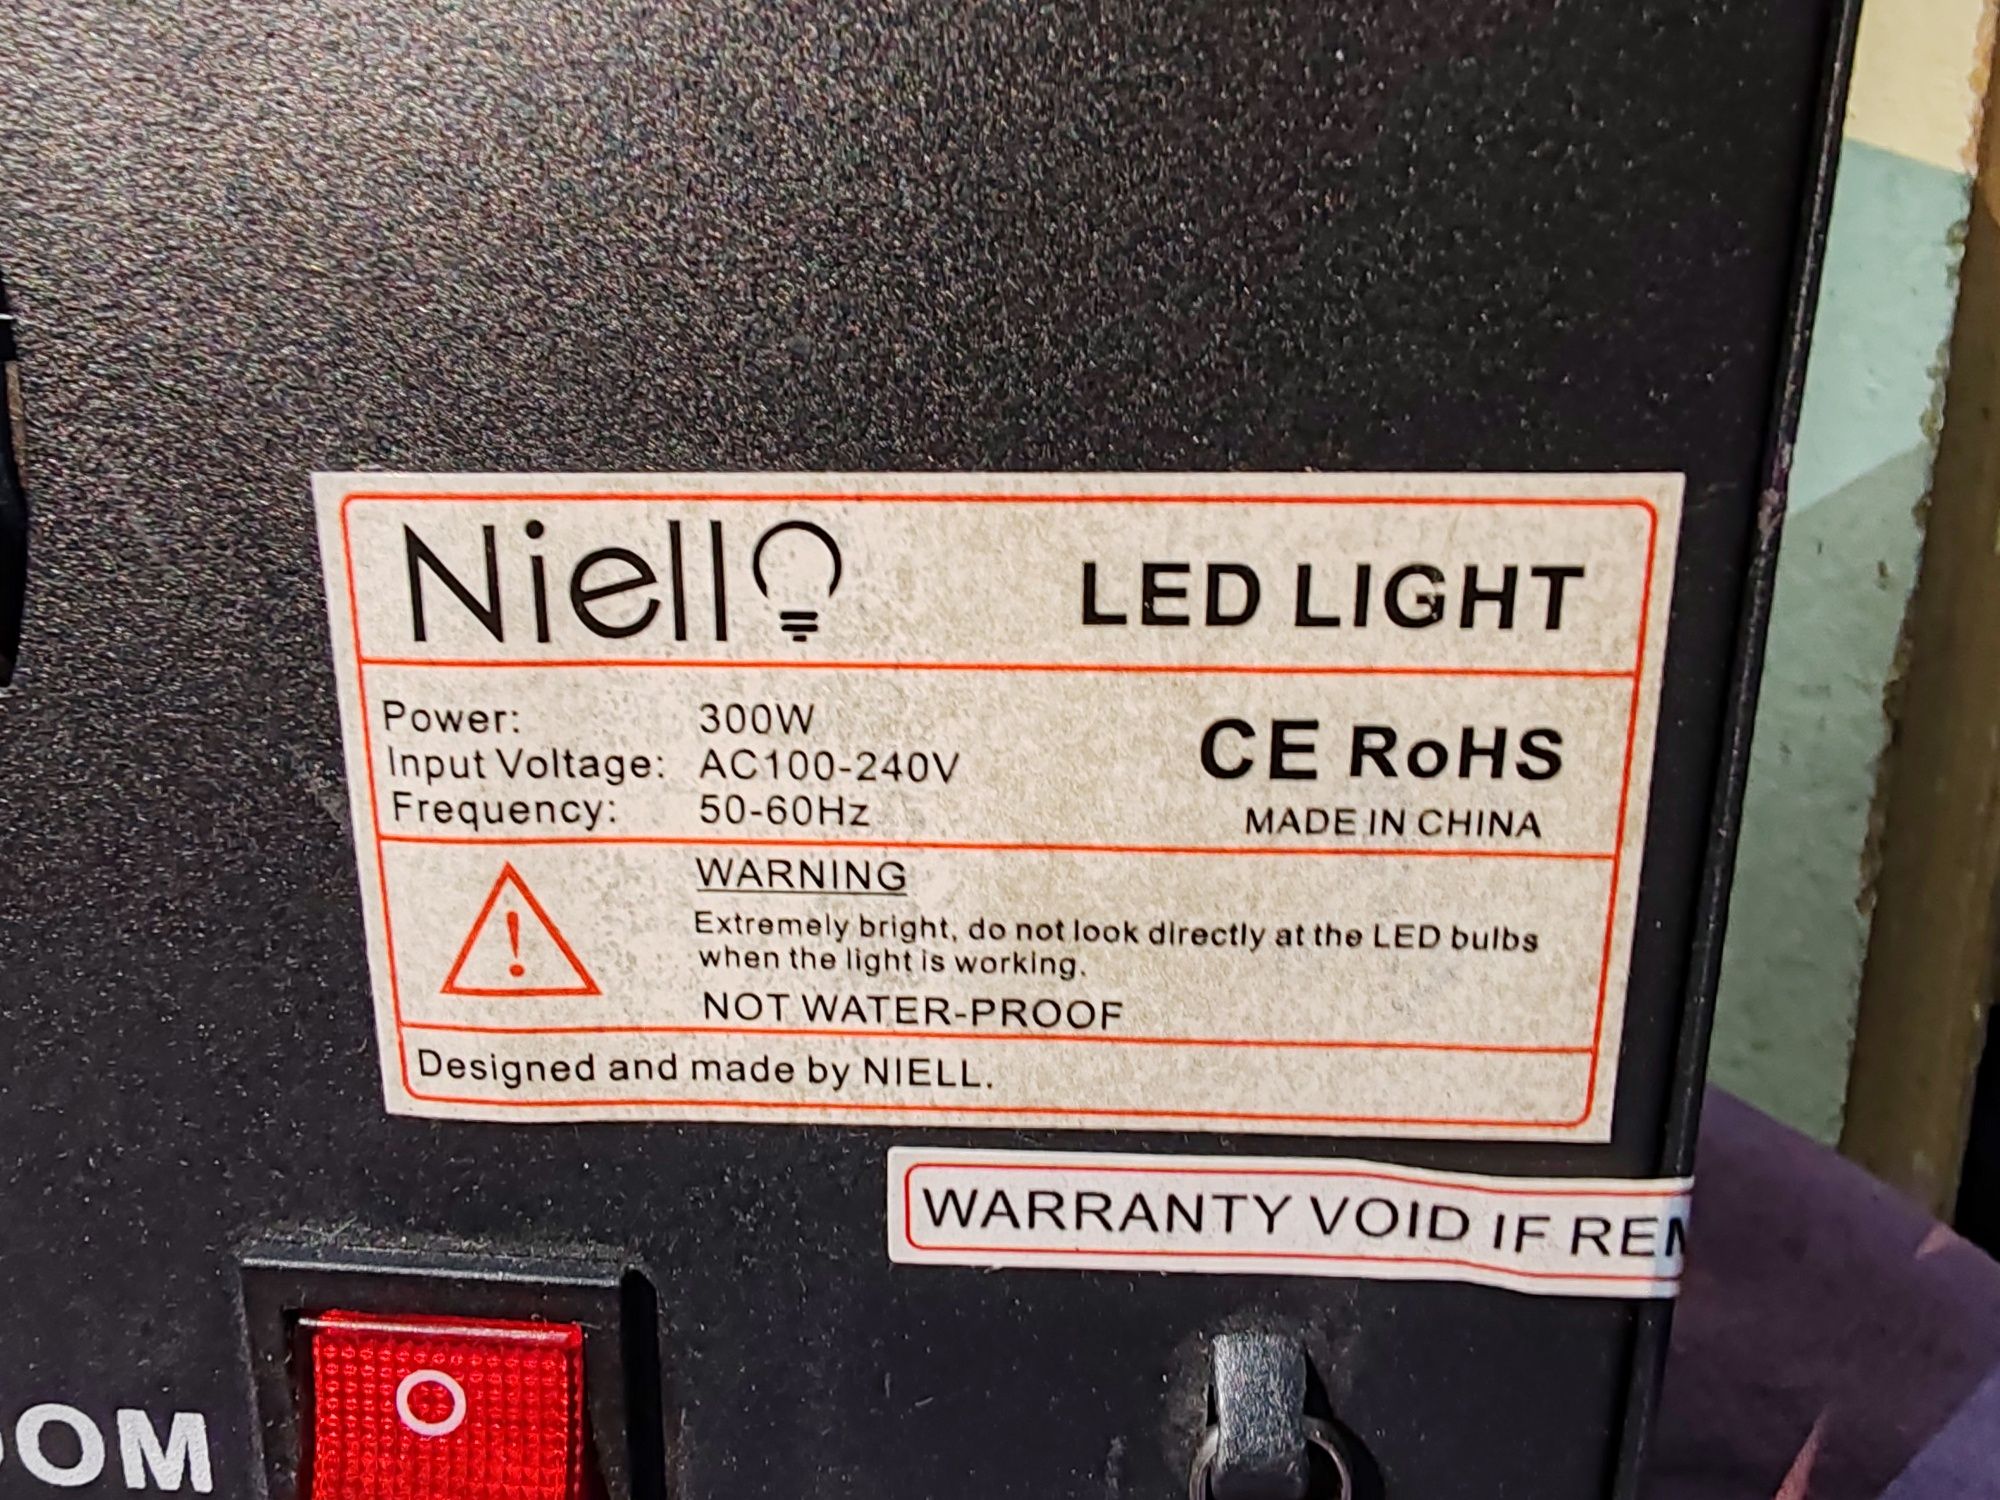 Niell
LED LIGHT
Power: 300W
Input Voltage: AC100-240V
Frequency: 50-60Hz
CE RoHS
MADE IN CHINA
WARNING
Extremely bright, do not look directly at the LED bulbs
when the light is working.
NOT WATER-PROOF
Designed and made by NIELL.
WARRANTY VOID IF REM
OOM